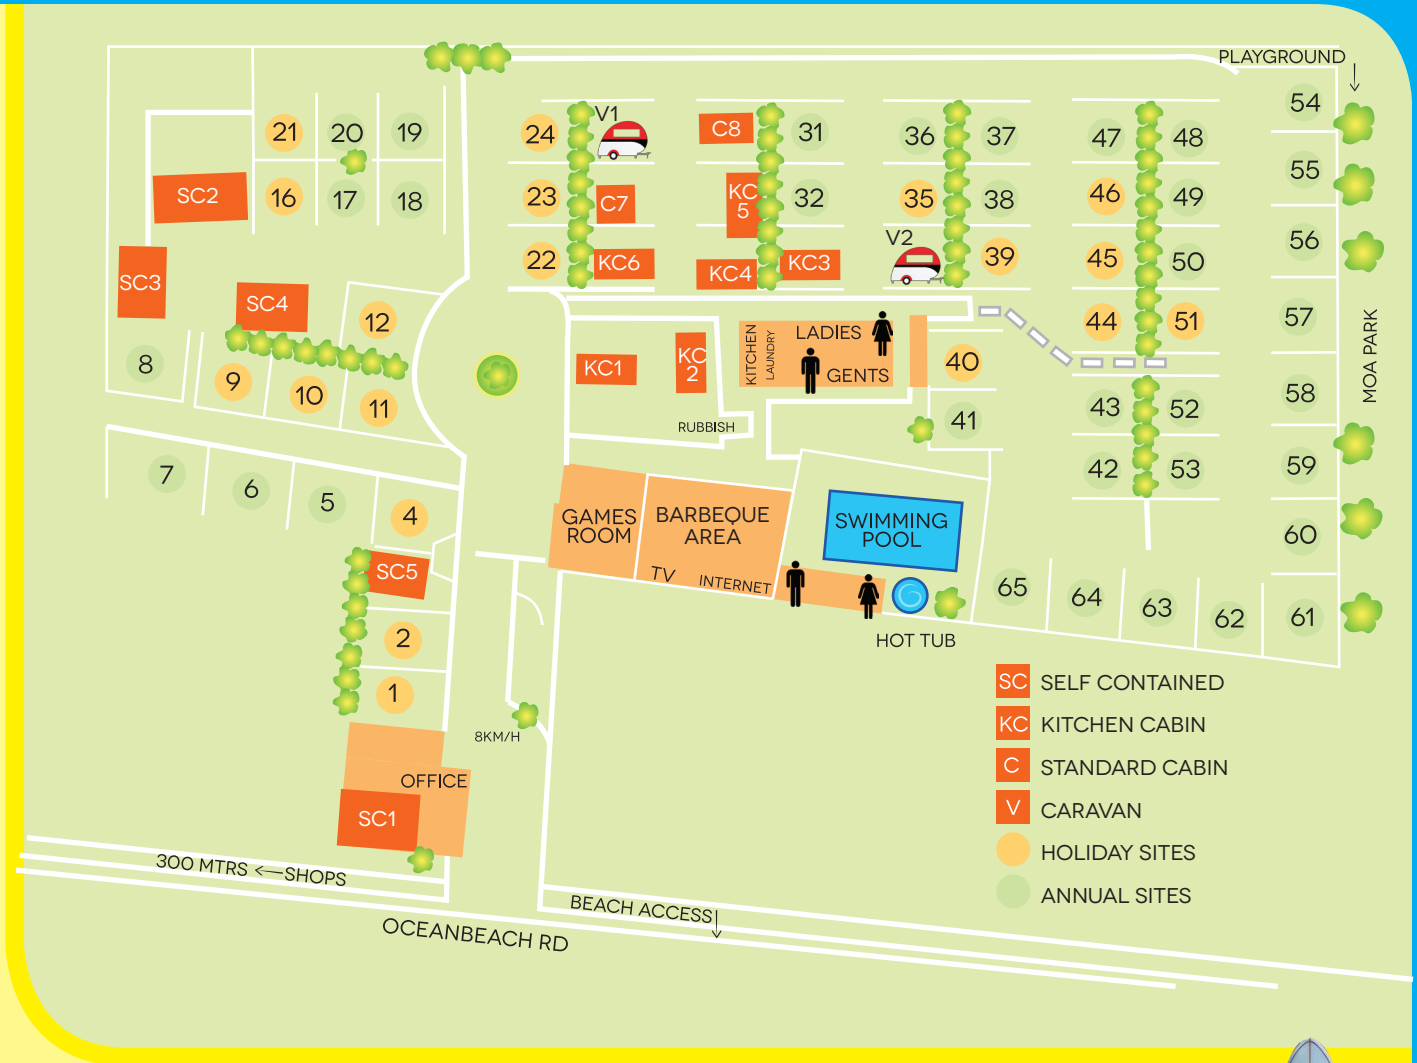 PLAYGROUND
54
V1
21
20
19
24
C8
31
36
37
47
48
55
SC2
16
17
18
23
C7
KC
5
32
35
38
46
49
56
V2
SC3
22
KC6
KC4
KC3
39
45
50
SC4
12
44
51
57
MOA PARK
KITCHEN
LAUNDRY
LADIES
GENTS
8
9
10
11
KC1
KC
2
40
58
RUBBISH
41
43
52
7
6
5
4
42
53
59
GAMES
ROOM
BARBEQUE
AREA
SWIMMING
POOL
60
SC5
TV
INTERNET
65
64
63
62
61
2
HOT TUB
1
8KM/H
OFFICE
SC1
SC SELF CONTAINED
KC KITCHEN CABIN
C STANDARD CABIN
V CARAVAN
HOLIDAY SITES
ANNUAL SITES
300 MTRS SHOPS
BEACH ACCESS
OCEANBEACH RD